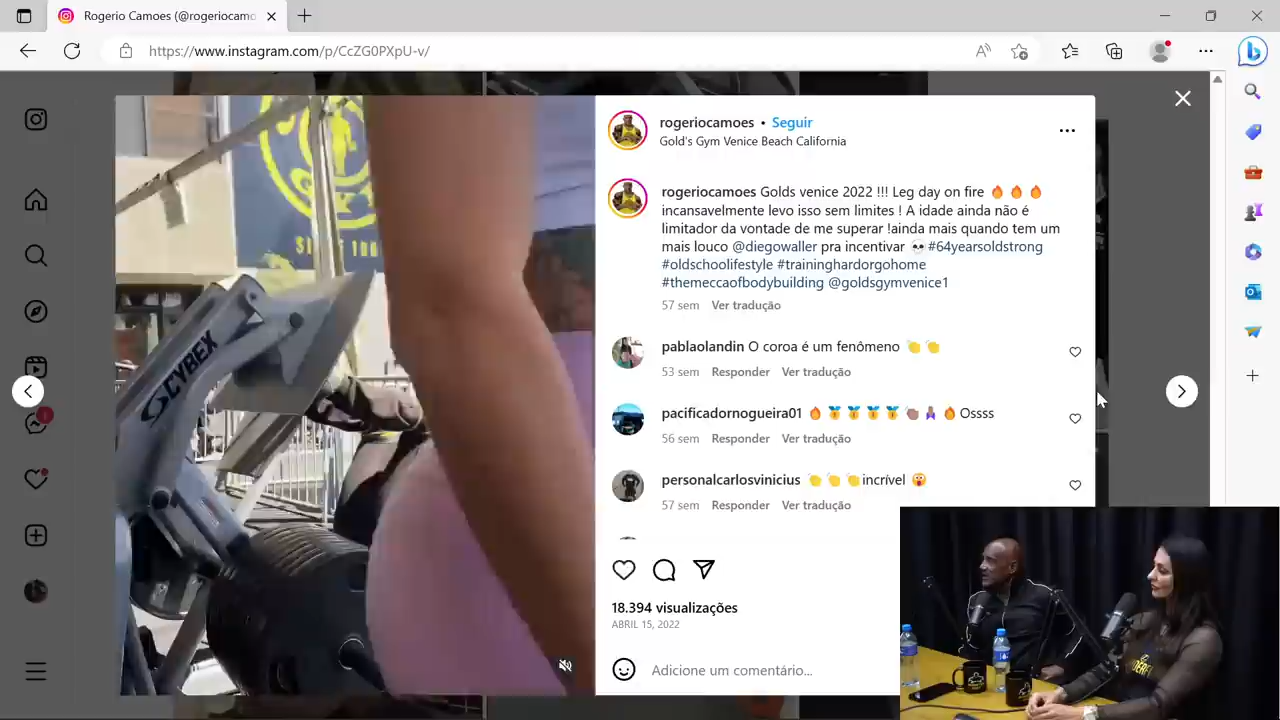 Rogerio Camoes (@rogeriocamo
https://www.instagram.com/p/CcZG0PXpU-v/
rogeriocamoes • Seguir
Gold's Gym Venice Beach California
rogeriocamoes Golds venice 2022 !!! Leg day on fire 🔥🔥🔥
incansavelmente levo isso sem limites ! A idade ainda não é
limitador da vontade de me superar !ainda mais quando tem um
mais louco @diegowaller pra incentivar 💀#64yearsoldstrong
#oldschoolifestyle #traininghardorgohome
#themeccaofbodybuilding @goldsgymvenice1
57 sem Ver tradução
pablaolandin O coroa é um fenômeno 👏👏
53 sem Responder Ver tradução
pacificadornogueira01 🔥🥇🥇🥇🥇👏🏽🙏🏽🔥Ossss
56 sem Responder Ver tradução
personalcarlosvinicius 👏👏👏incrível 😱
57 sem Responder Ver tradução
18.394 visualizações
ABRIL 15, 2022
Adicione um comentário...
CYBEX